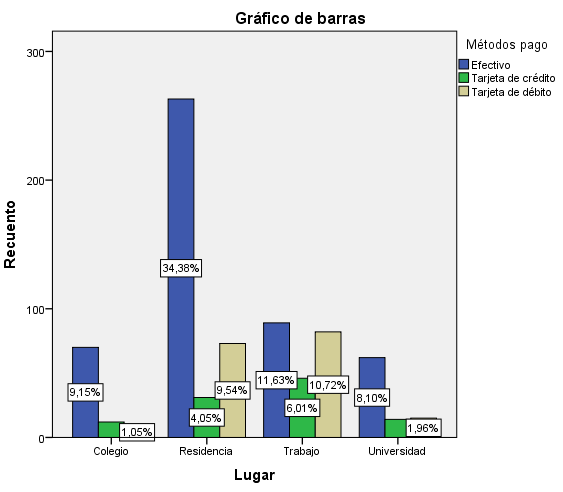 Gráfico de barras
Métodos pago
Efectivo
Tarjeta de crédito
Tarjeta de débito
Recuento
300
200
100
0
9,15%
1,05%
34,38%
4,05%
9,54%
11,63%
6,01%
10,72%
8,10%
1,96%
Colegio
Residencia
Trabajo
Universidad
Lugar